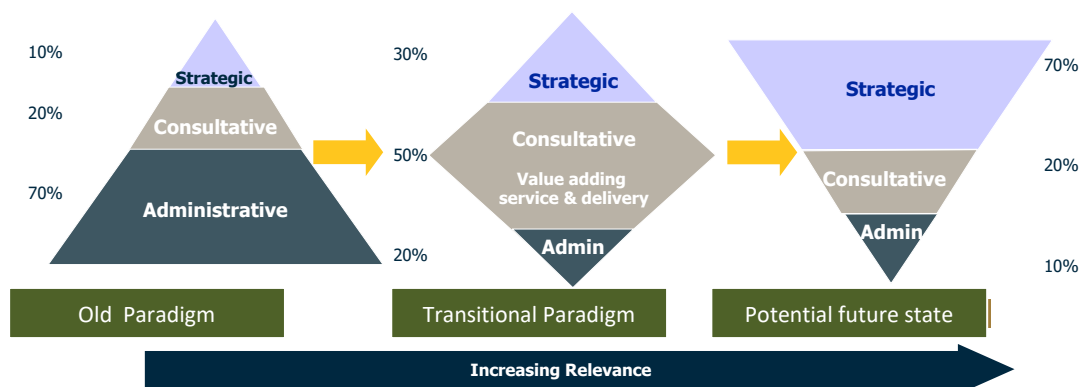 10%
Strategic
20%
Consultative
70%
Administrative
Old Paradigm
30%
Strategic
50%
Consultative
Value adding
service & delivery
20%
Admin
Transitional Paradigm
70%
Strategic
20%
Consultative
Admin
10%
Potential future state
Increasing Relevance